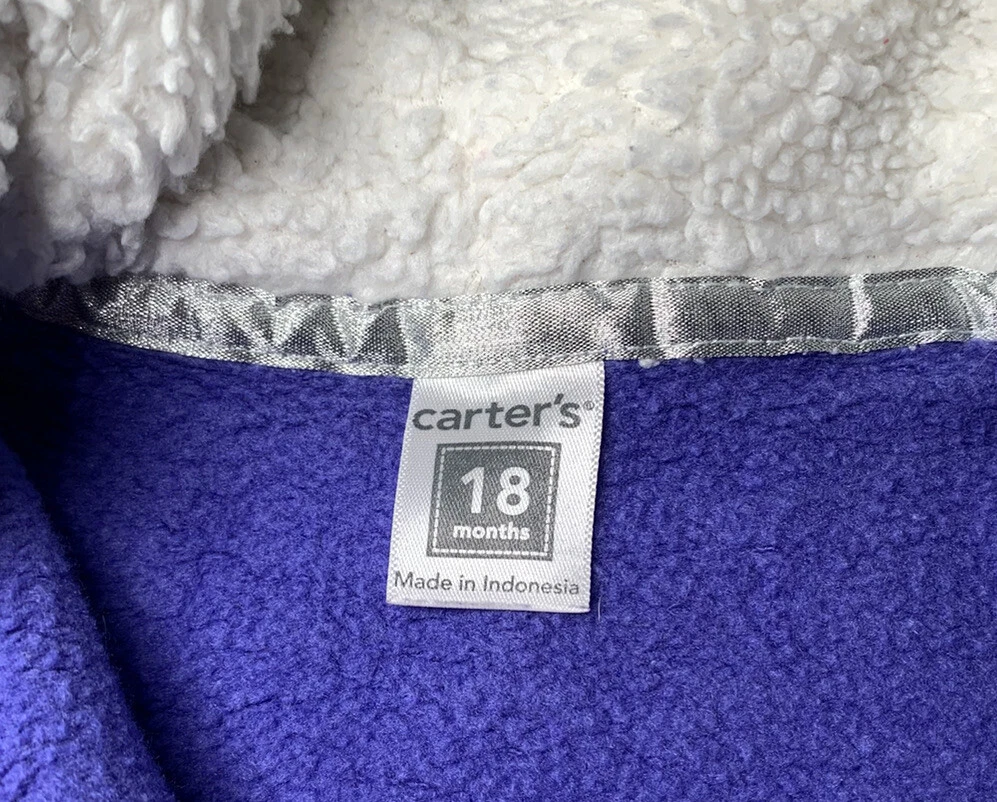 carter's®
18
months
Made in Indonesia